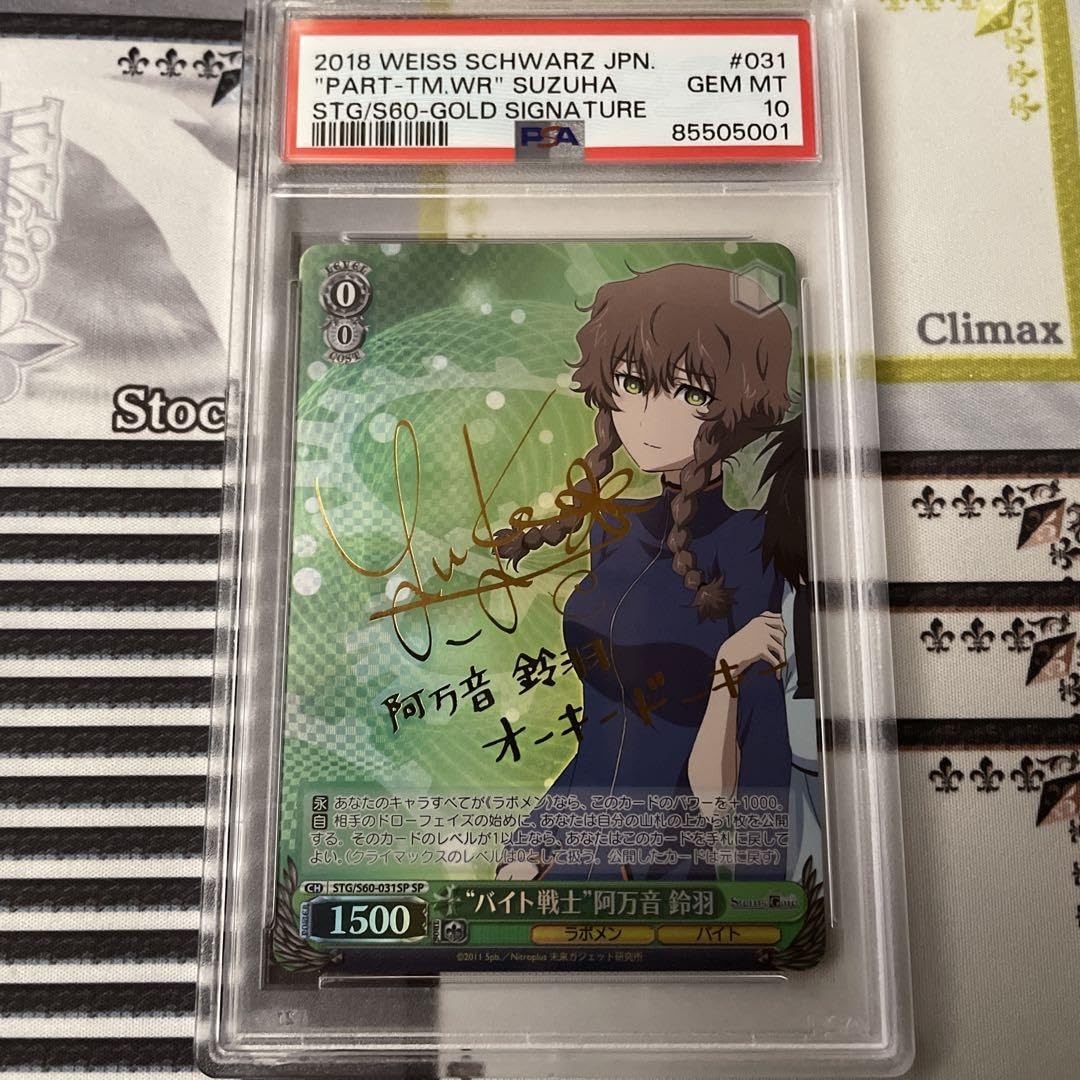 2018 WEISS SCHWARZ JPN. #031
"PART-TM.WR" SUZUHA GEM MT
STG/S60-GOLD SIGNATURE 10
PSA 85505001
Climax
Stoc
LEVEL
0
0
COST
阿万音 鈴羽
オーキードーキー
永 あなたのキャラすべてが《ラボメン》なら、このカードのパワーを+1000。
自 相手のドローフェイズの始めに、あなたは自分の山札の上から1枚を公開
する。そのカードのレベルが1以上なら、あなたはこのカードを手札に戻して
よい。（クライマックスのレベルは0として扱う。公開したカードは元に戻す）
CH STG/S60-031SP SP
1500
“バイト戦士”阿万音 鈴羽
Steins Gate
ラボメン バイト
©2011 5pb.／Nitroplus 未来ガジェット研究所